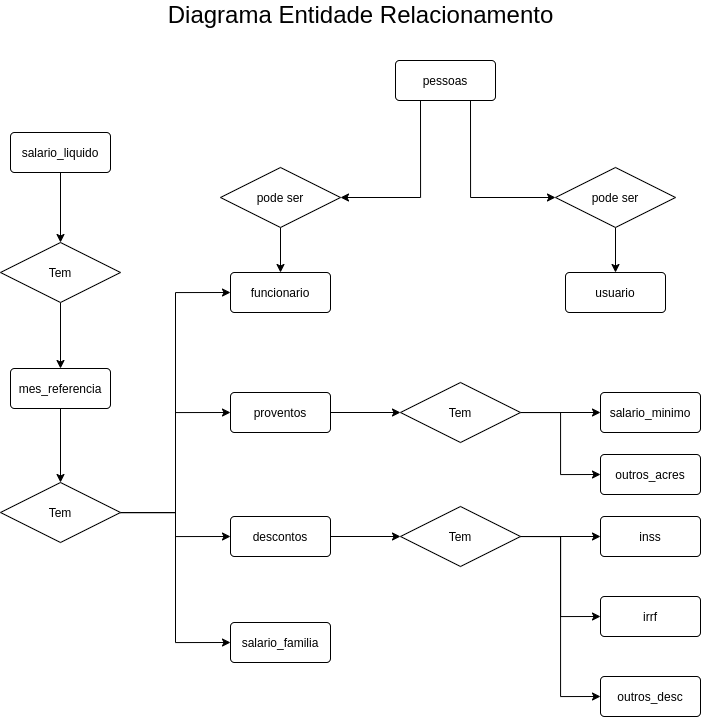 Diagrama Entidade Relacionamento
pessoas
salario_liquido
pode ser
pode ser
Tem
funcionario
usuario
mes_referencia
proventos
Tem
salario_minimo
outros_acres
Tem
descontos
Tem
inss
irrf
salario_familia
outros_desc